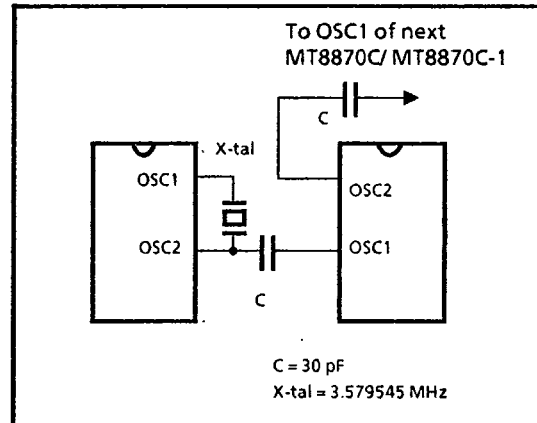 To OSC1 of next
MT8870C/ MT8870C-1
C
X-tal
OSC1
OSC2
OSC2
OSC1
C
C = 30 pF
X-tal = 3.579545 MHz